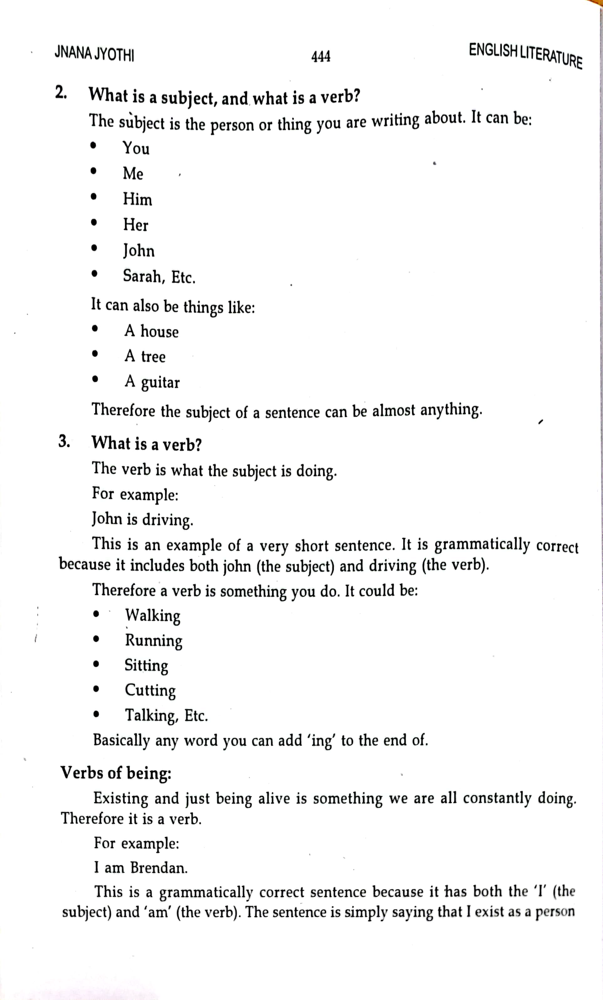 JNANA JYOTHI 444 ENGLISH LITERATURE
2. What is a subject, and what is a verb?
The subject is the person or thing you are writing about. It can be:
• You
• Me
• Him
• Her
• John
• Sarah, Etc.
It can also be things like:
• A house
• A tree
• A guitar
Therefore the subject of a sentence can be almost anything.
3. What is a verb?
The verb is what the subject is doing.
For example:
John is driving.
This is an example of a very short sentence. It is grammatically correct
because it includes both john (the subject) and driving (the verb).
Therefore a verb is something you do. It could be:
• Walking
• Running
• Sitting
• Cutting
• Talking, Etc.
Basically any word you can add ‘ing’ to the end of.
Verbs of being:
Existing and just being alive is something we are all constantly doing.
Therefore it is a verb.
For example:
I am Brendan.
This is a grammatically correct sentence because it has both the ‘I’ (the
subject) and ‘am’ (the verb). The sentence is simply saying that I exist as a person